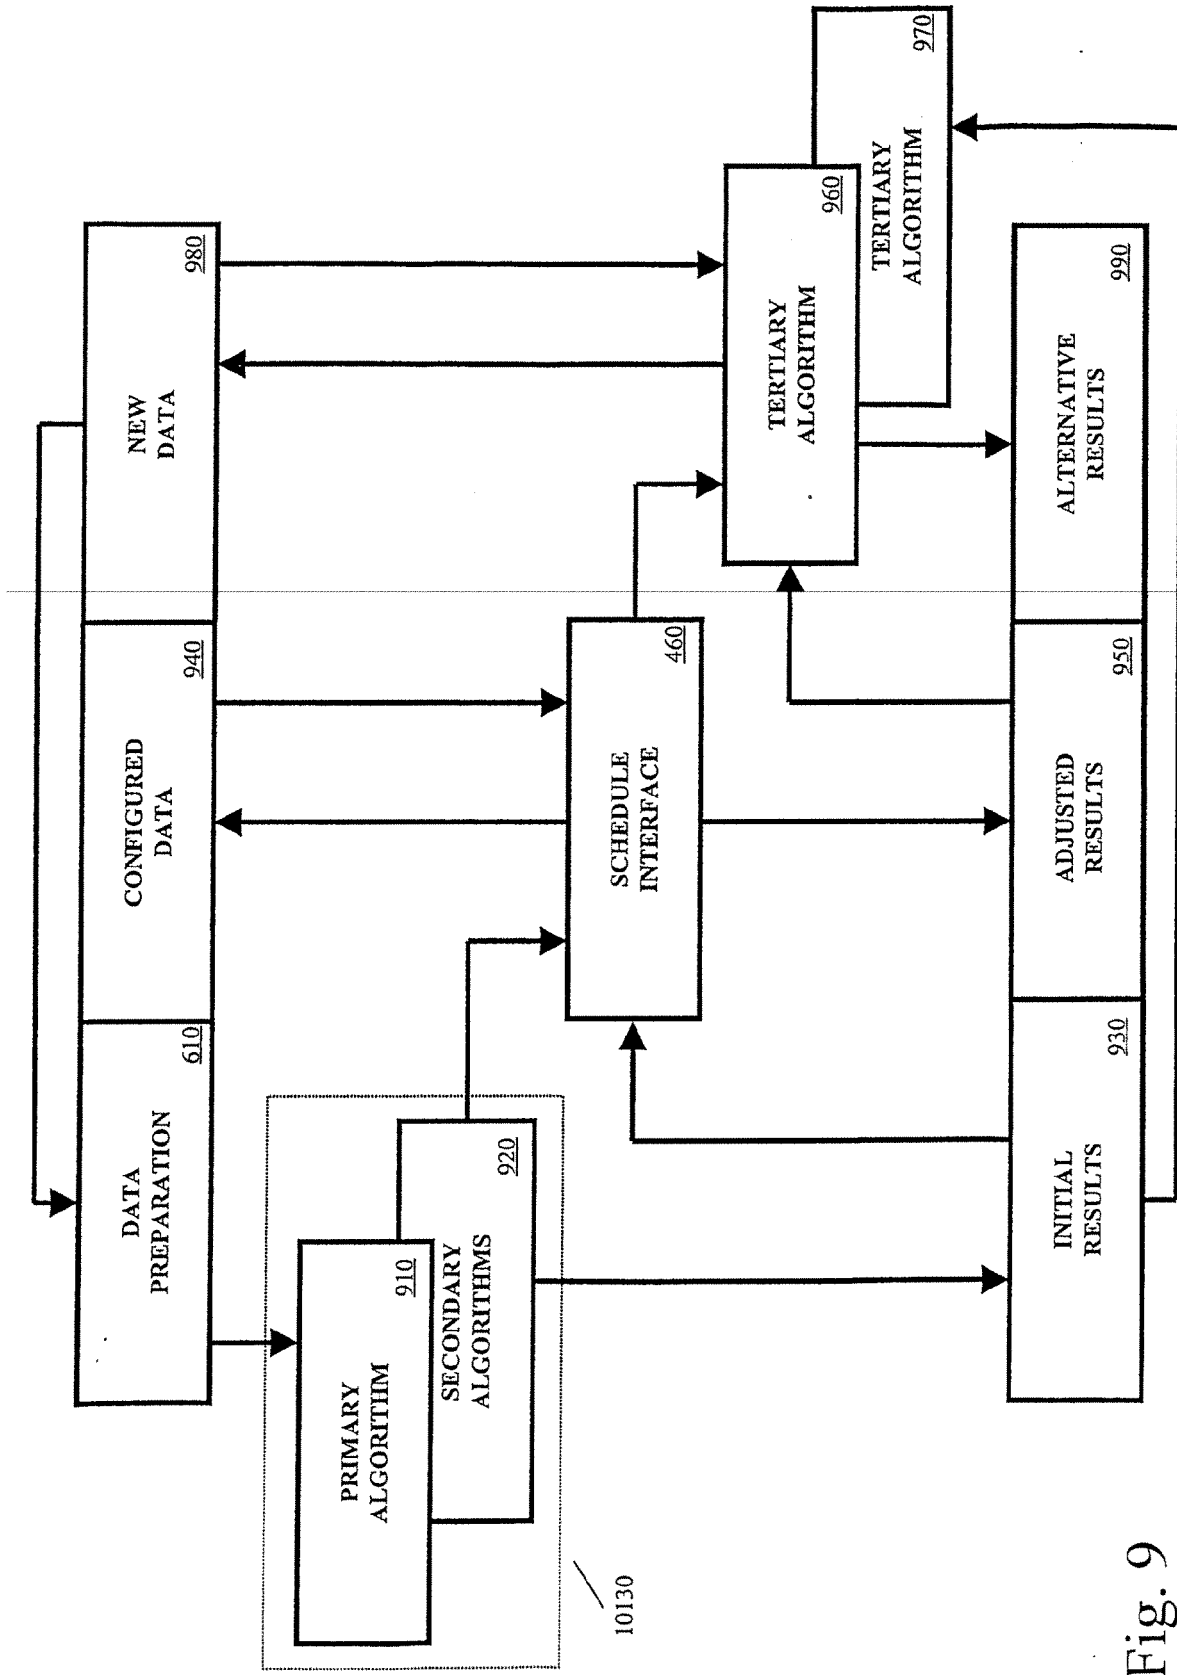 DATA
PREPARATION
610
CONFIGURED
DATA
940
NEW
DATA
980
PRIMARY
ALGORITHM
910
SECONDARY
ALGORITHMS
920
10130
SCHEDULE
INTERFACE
460
TERTIARY
ALGORITHM
960
TERTIARY
ALGORITHM
970
INITIAL
RESULTS
930
ADJUSTED
RESULTS
950
ALTERNATIVE
RESULTS
990
Fig. 9